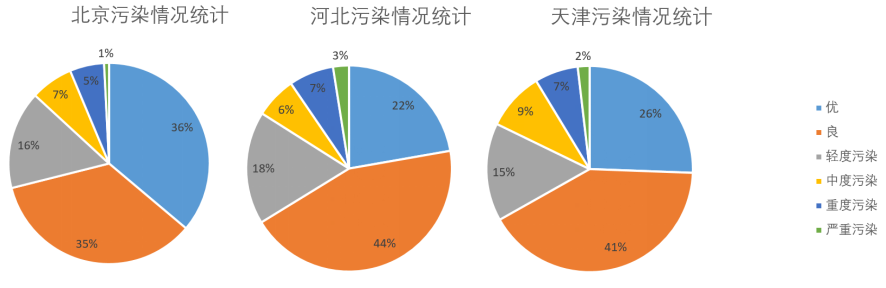 北京污染情况统计
1%
5%
7%
36%
16%
35%
河北污染情况统计
3%
7%
6%
22%
18%
44%
天津污染情况统计
2%
7%
9%
26%
15%
41%
优
良
轻度污染
中度污染
重度污染
严重污染